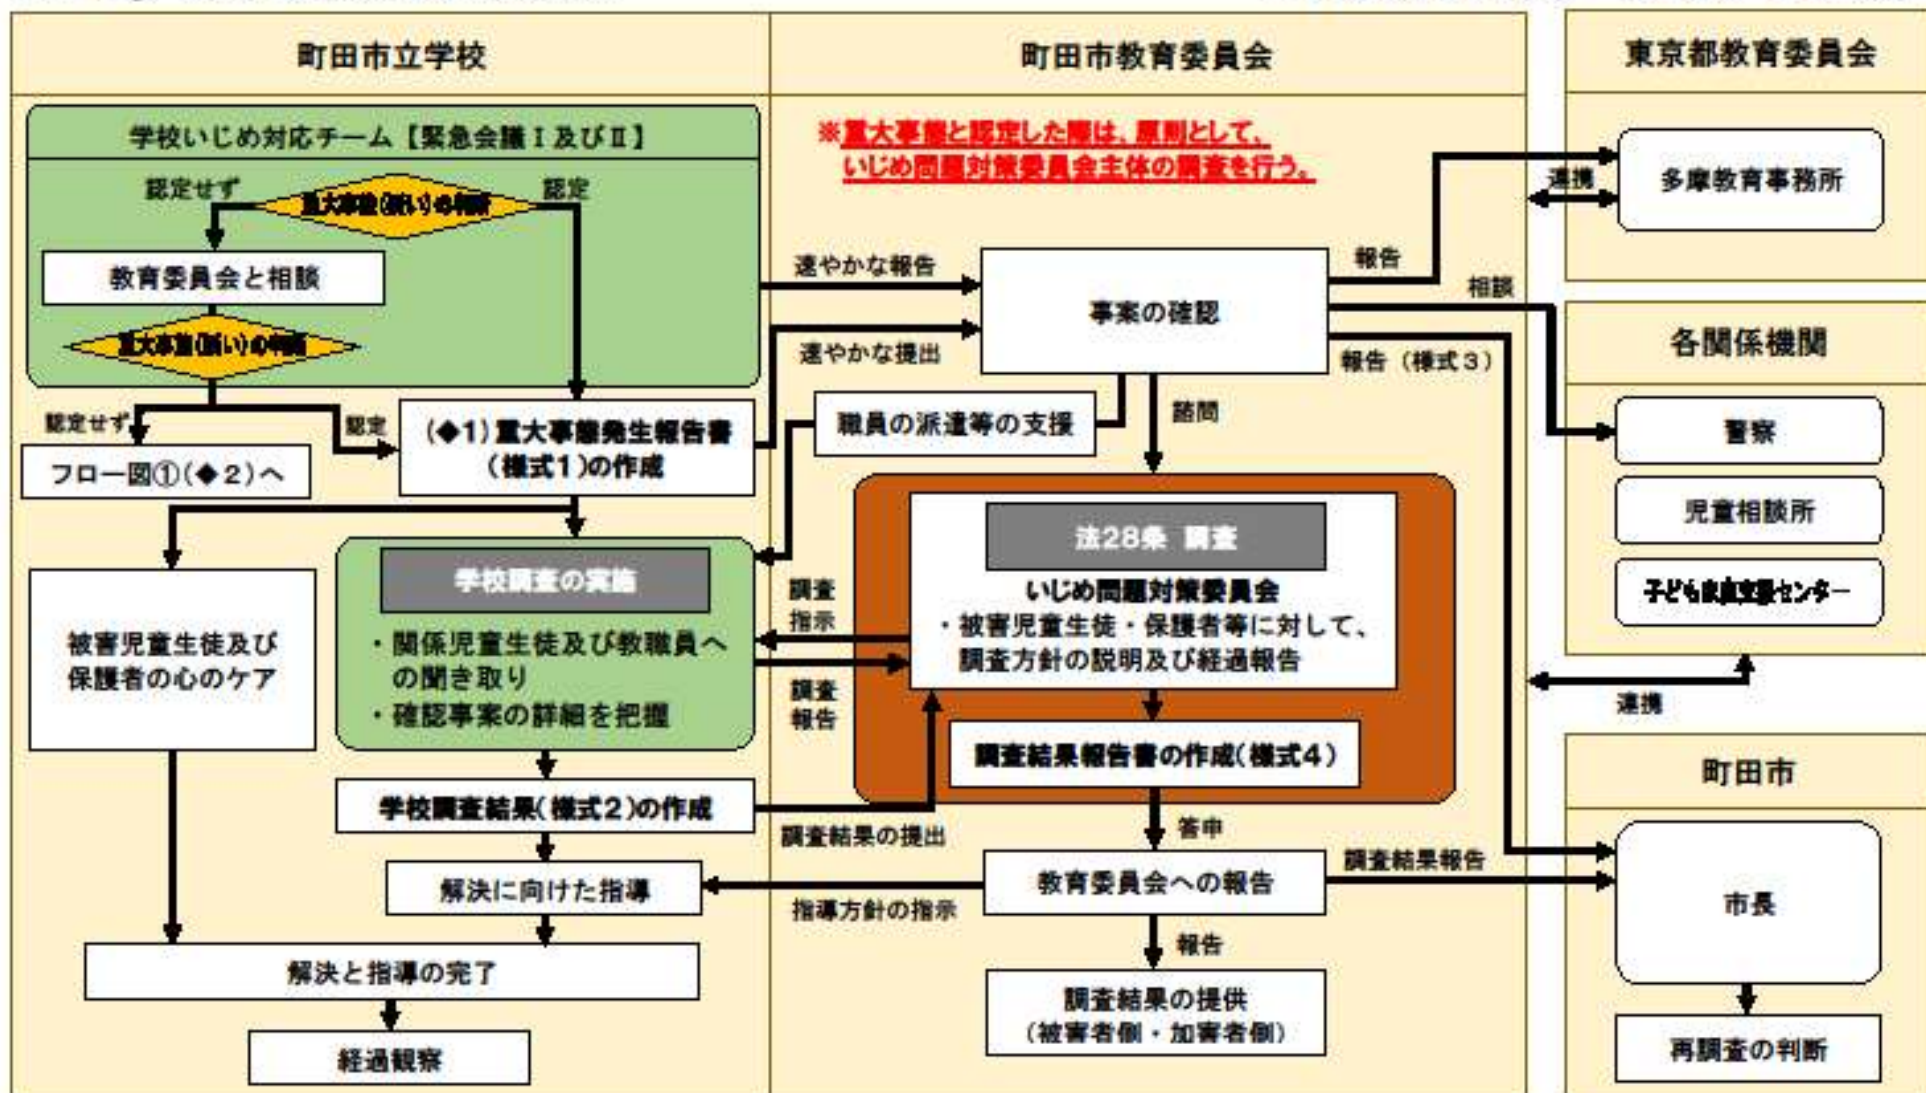 町田市立学校
町田市教育委員会
東京都教育委員会
学校いじめ対応チーム【緊急会議Ⅰ及びⅡ】
認定せず
重大事態(疑い)の判断
認定
教育委員会と相談
重大事態(疑い)の判断
認定せず
認定
フロー図①(◆2)へ
(◆1)重大事態発生報告書
(様式1)の作成
学校調査の実施
・関係児童生徒及び教職員へ
の聞き取り
・確認事案の詳細を把握
被害児童生徒及び
保護者の心のケア
学校調査結果(様式2)の作成
解決に向けた指導
解決と指導の完了
経過観察
※重大事態と認定した際は、原則として、
いじめ問題対策委員会主体の調査を行う。
速やかな報告
速やかな提出
事案の確認
職員の派遣等の支援
諮問
法28条 調査
いじめ問題対策委員会
・被害児童生徒・保護者等に対して、
調査方針の説明及び経過報告
調査
指示
調査
報告
調査結果報告書の作成(様式4)
調査結果の提出
答申
教育委員会への報告
指導方針の指示
報告
調査結果の提供
(被害者側・加害者側)
報告
相談
報告(様式3)
調査結果報告
連携
多摩教育事務所
各関係機関
警察
児童相談所
子ども家庭支援センター
連携
町田市
市長
再調査の判断